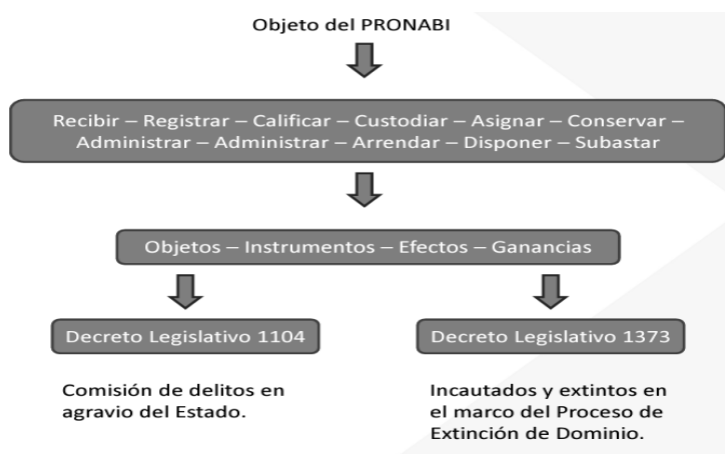 Objeto del PRONABI
Recibir – Registrar – Calificar – Custodiar – Asignar – Conservar –
Administrar – Administrar – Arrendar – Disponer – Subastar
Objetos – Instrumentos – Efectos – Ganancias
Decreto Legislativo 1104
Decreto Legislativo 1373
Comisión de delitos en
agravio del Estado.
Incautados y extintos en
el marco del Proceso de
Extinción de Dominio.